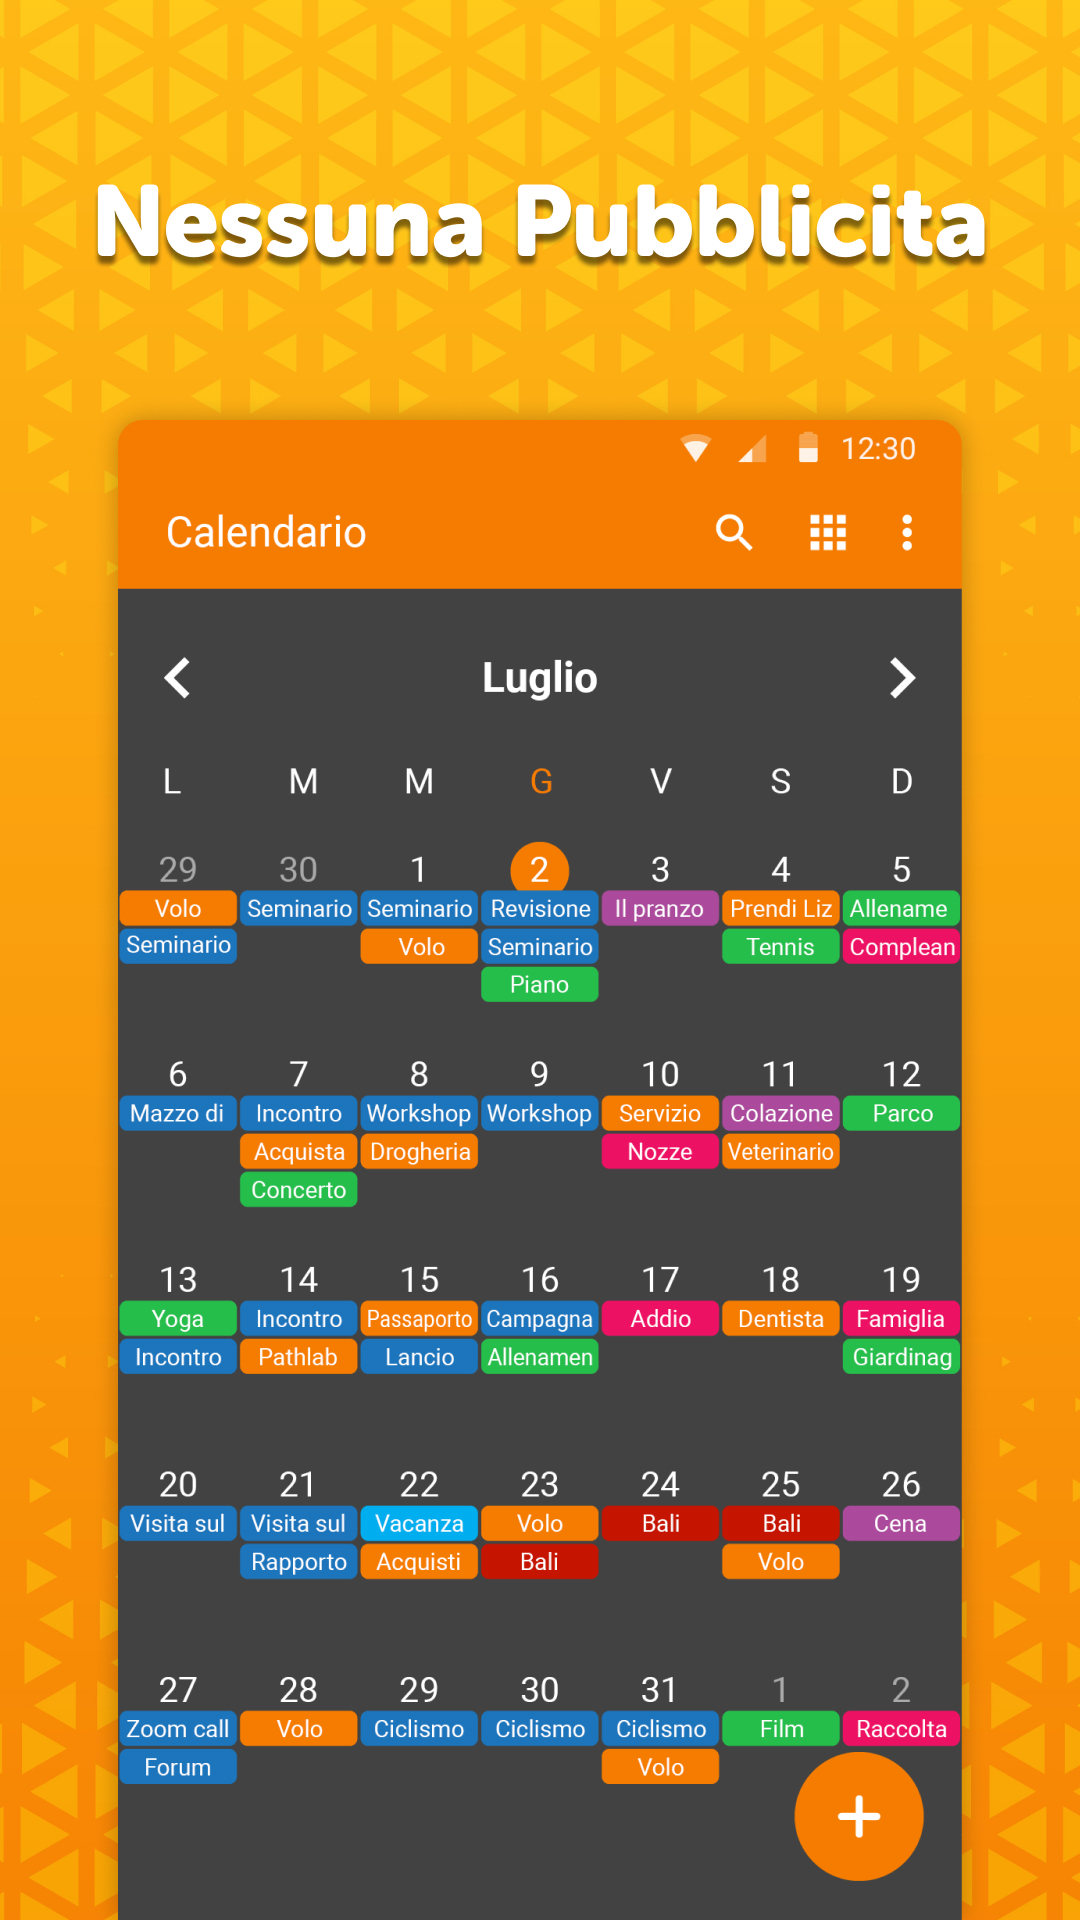 Nessuna Pubblicita
12:30
Calendario
Luglio
L M M G V S D
29 30 1 2 3 4 5
Volo Seminario Seminario Revisione Il pranzo Prendi Liz Allename
Seminario Volo Seminario Tennis Complean
Piano
6 7 8 9 10 11 12
Mazzo di Incontro Workshop Workshop Servizio Colazione Parco
Acquista Drogheria Nozze Veterinario
Concerto
13 14 15 16 17 18 19
Yoga Incontro Passaporto Campagna Addio Dentista Famiglia
Incontro Pathlab Lancio Allenamen Giardinag
20 21 22 23 24 25 26
Visita sul Visita sul Vacanza Volo Bali Bali Cena
Rapporto Acquisti Bali Volo
27 28 29 30 31 1 2
Zoom call Volo Ciclismo Ciclismo Ciclismo Film Raccolta
Forum Volo